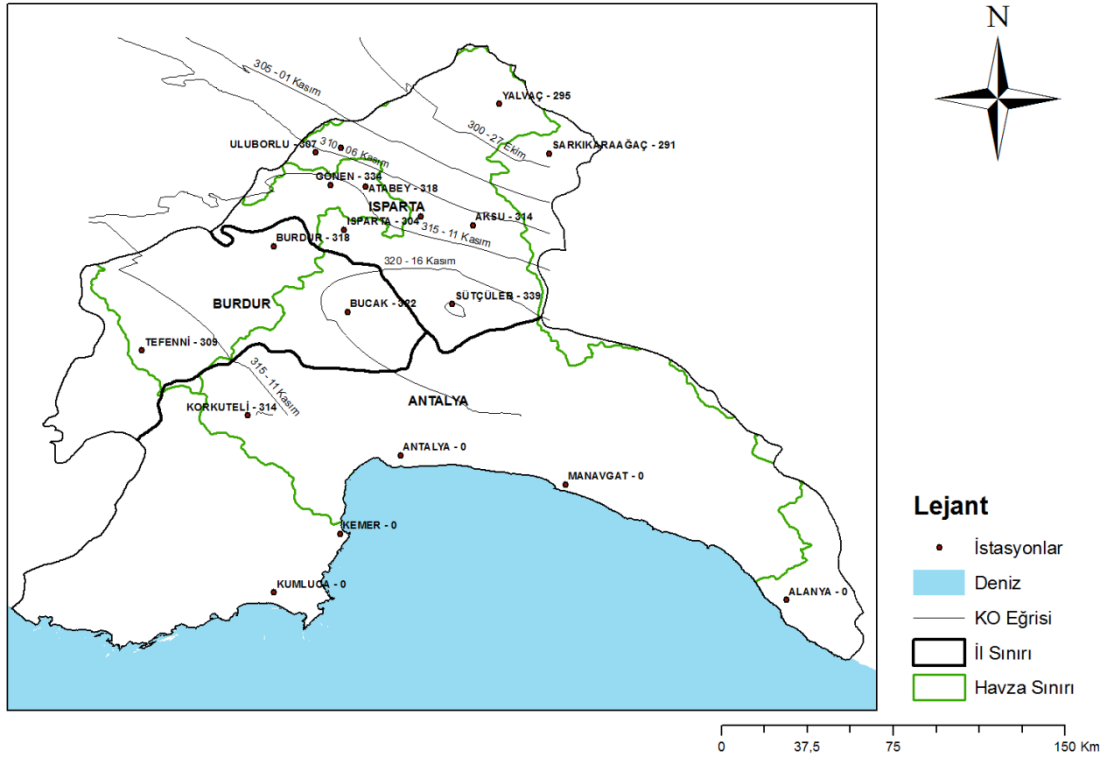 N
305 - 01 Kasım
YALVAÇ - 295
300 - 27 Ekim
SARKIKARAAĞAÇ - 291
ULUBORLU - 307
310 - 06 Kasım
GÖNEN - 334
ATABEY - 318
ISPARTA
ISPARTA - 304
AKSU - 314
315 - 11 Kasım
BURDUR - 318
320 - 16 Kasım
BURDUR
BUCAK - 322
SÜTÇÜLER - 339
TEFENNİ - 309
315 - 11 Kasım
ANTALYA
KORKUTELİ - 314
ANTALYA - 0
MANAVGAT - 0
KEMER - 0
KUMLUCA - 0
ALANYA - 0
Lejant
İstasyonlar
Deniz
KO Eğrisi
İl Sınırı
Havza Sınırı
0 37,5 75 150 Km